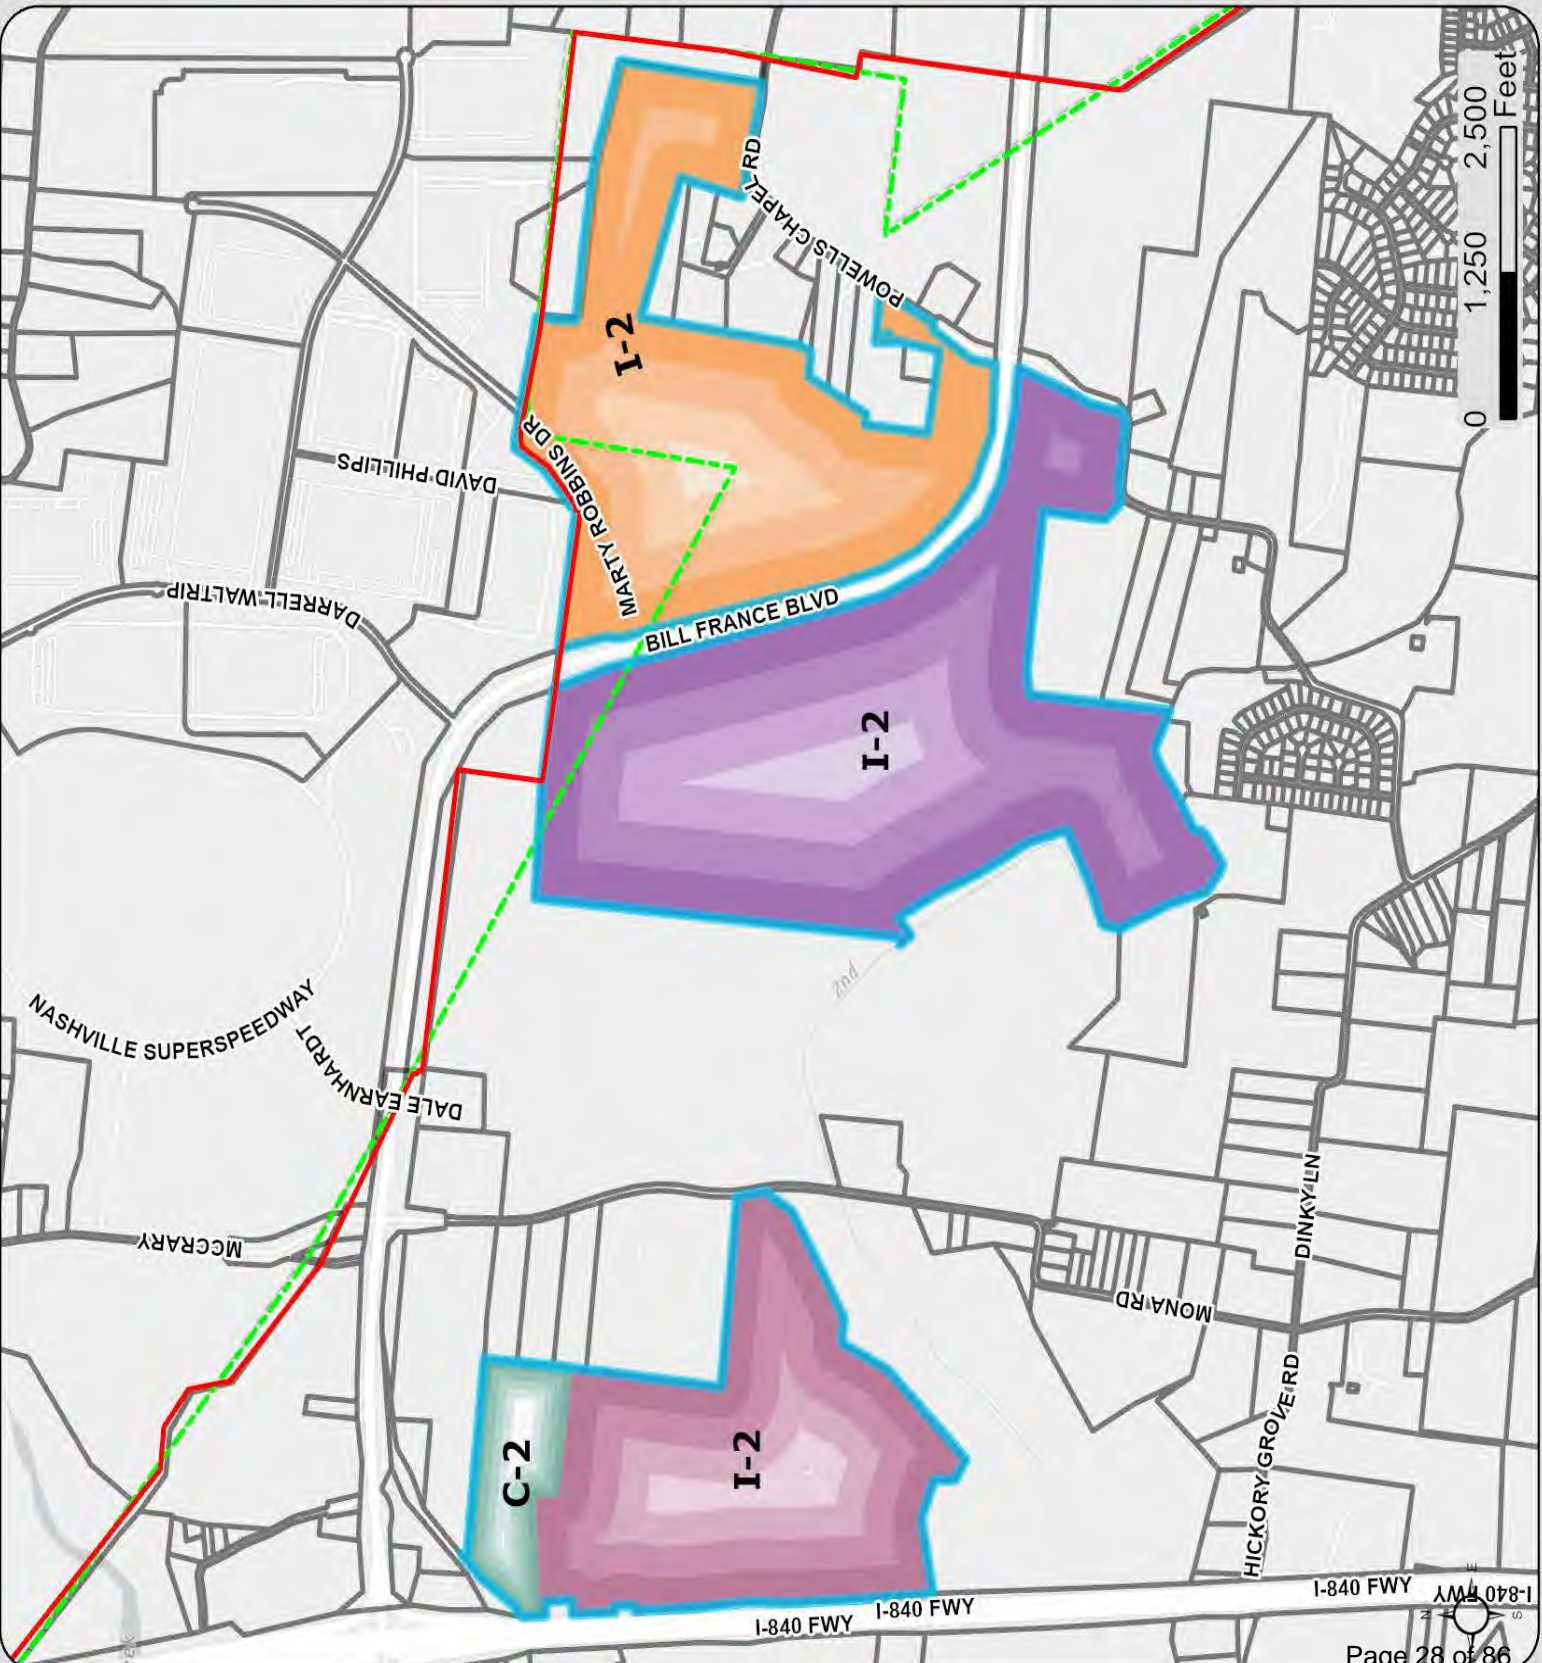 2,500
Feet
1,250
0
POWELLS CHAPEL RD
I-2
MARTY ROBBINS DR
DAVID PHILLIPS
DARRELL WALTRIP
BILL FRANCE BLVD
I-2
NASHVILLE SUPERSPEEDWAY
2nd
DALE EARNHARDT
MCCRARY
DINKY LN
MONA RD
HICKORY GROVE RD
C-2
I-2
I-840 FWY
I-840 FWY
I-840 FWY
I-840 FWY
N
E
S
Page 28 of 86